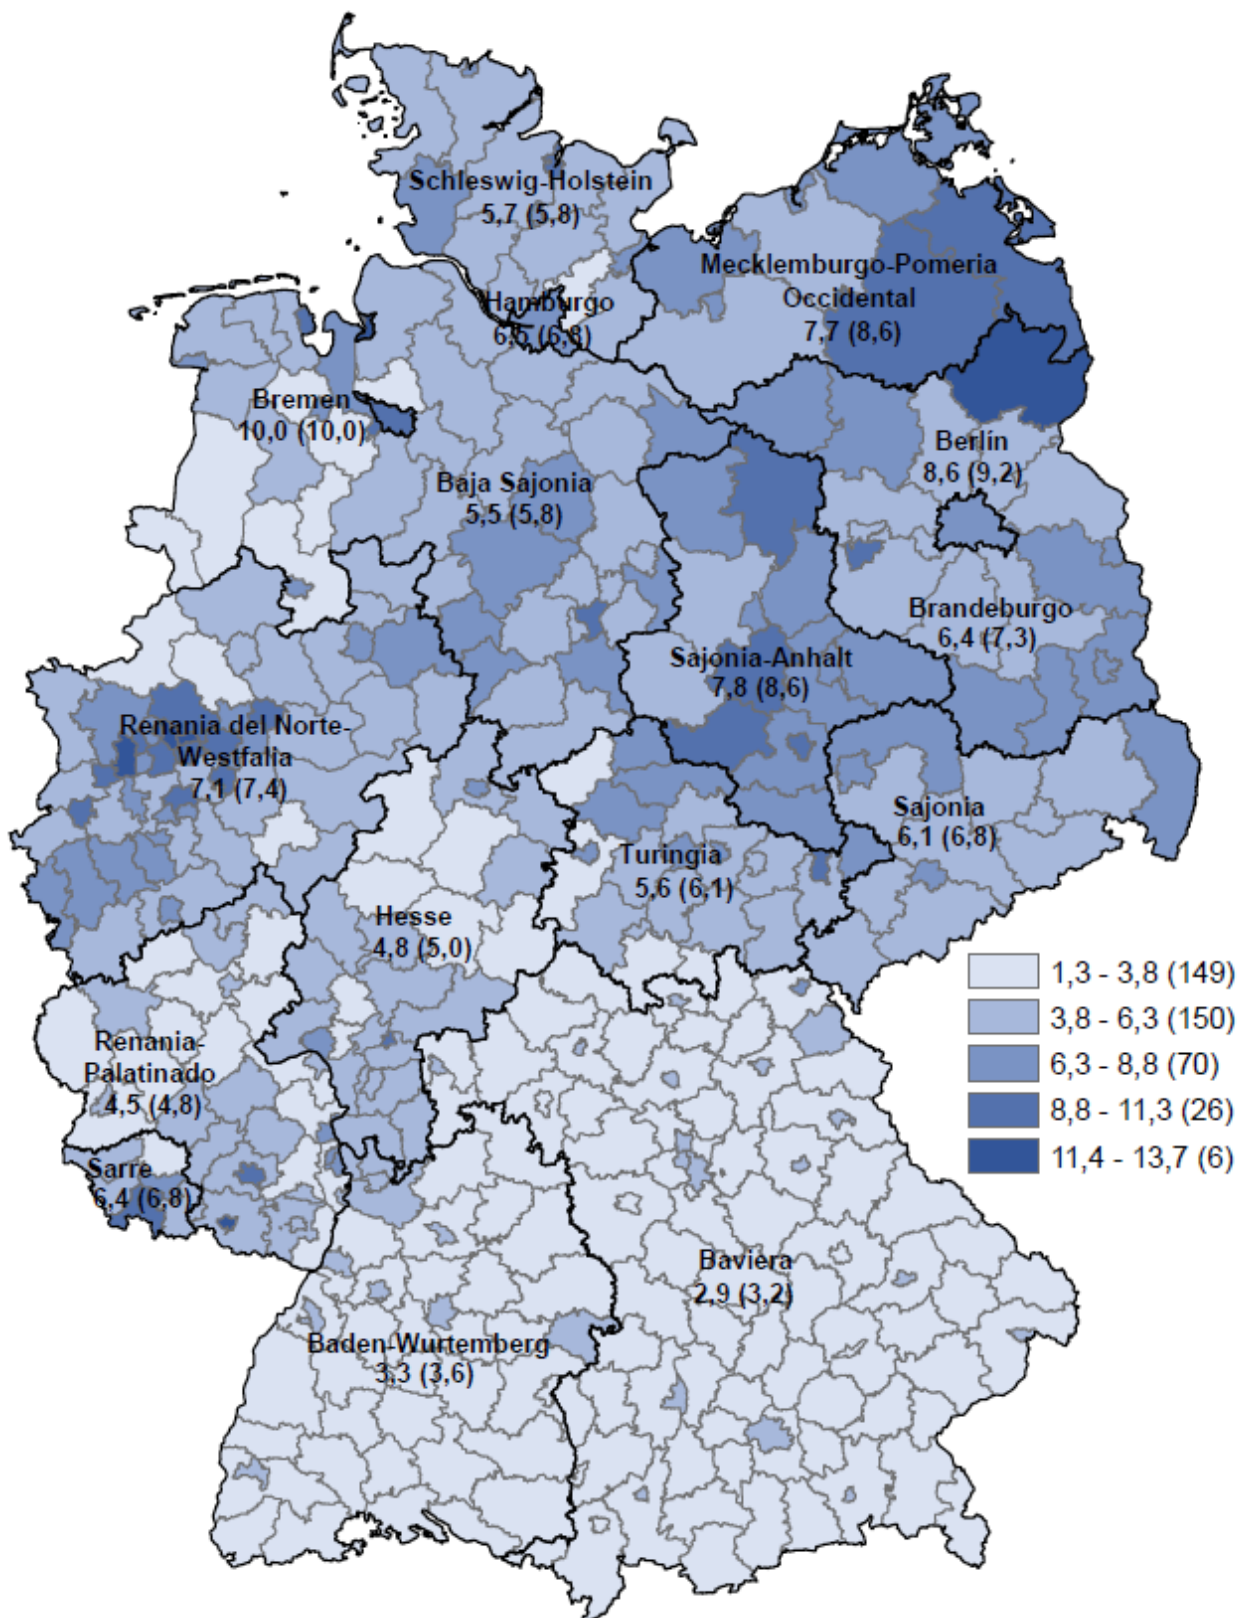 Schleswig-Holstein
5,7 (5,8)
Mecklemburgo-Pomeria
Occidental
7,7 (8,6)
Hamburgo
6,5 (6,8)
Bremen
10,0 (10,0)
Berlín
8,6 (9,2)
Baja Sajonia
5,5 (5,8)
Brandeburgo
6,4 (7,3)
Sajonia-Anhalt
7,8 (8,6)
Renania del Norte-
Westfalia
7,1 (7,4)
Sajonia
6,1 (6,8)
Turingia
5,6 (6,1)
Hesse
4,8 (5,0)
Renania-
Palatinado
4,5 (4,8)
Sarre
6,4 (6,8)
Baviera
2,9 (3,2)
Baden-Wurtemberg
3,3 (3,6)
1,3 - 3,8 (149)
3,8 - 6,3 (150)
6,3 - 8,8 (70)
8,8 - 11,3 (26)
11,4 - 13,7 (6)